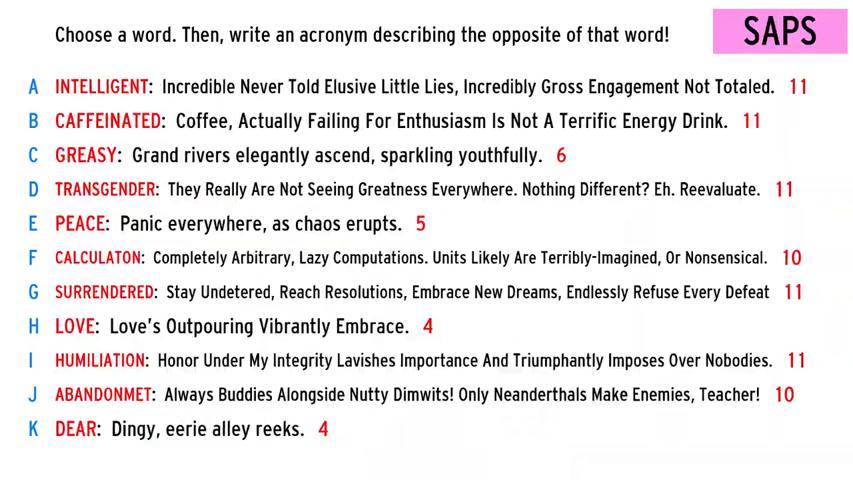 Choose a word. Then, write an acronym describing the opposite of that word!
SAPS
A INTELLIGENT: Incredible Never Told Elusive Little Lies, Incredibly Gross Engagement Not Totaled. 11
B CAFFEINATED: Coffee, Actually Failing For Enthusiasm Is Not A Terrific Energy Drink. 11
C GREASY: Grand rivers elegantly ascend, sparkling youthfully. 6
D TRANSGENDER: They Really Are Not Seeing Greatness Everywhere. Nothing Different? Eh. Reevaluate. 11
E PEACE: Panic everywhere, as chaos erupts. 5
F CALCULATON: Completely Arbitrary, Lazy Computations. Units Likely Are Terribly-Imagined, Or Nonsensical. 10
G SURRENDERED: Stay Undetered, Reach Resolutions, Embrace New Dreams, Endlessly Refuse Every Defeat 11
H LOVE: Love's Outpouring Vibrantly Embrace. 4
I HUMILIATION: Honor Under My Integrity Lavishes Importance And Triumphantly Imposes Over Nobodies. 11
J ABANDONMET: Always Buddies Alongside Nutty Dimwits! Only Neanderthals Make Enemies, Teacher! 10
K DEAR: Dingy, eerie alley reeks. 4